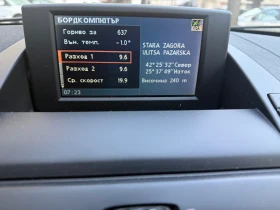 БОРДКОМПЮТЪР
Гориво за 637
Вън. темп. -1.0°
Разход 1 9.6
Разход 2 9.6
Ср. скорост 19.9
07:23
STARA ZAGORA
ULITSA PAZARSKA
42°25'32" Север
25°37'49" Изток
Височина 240 m